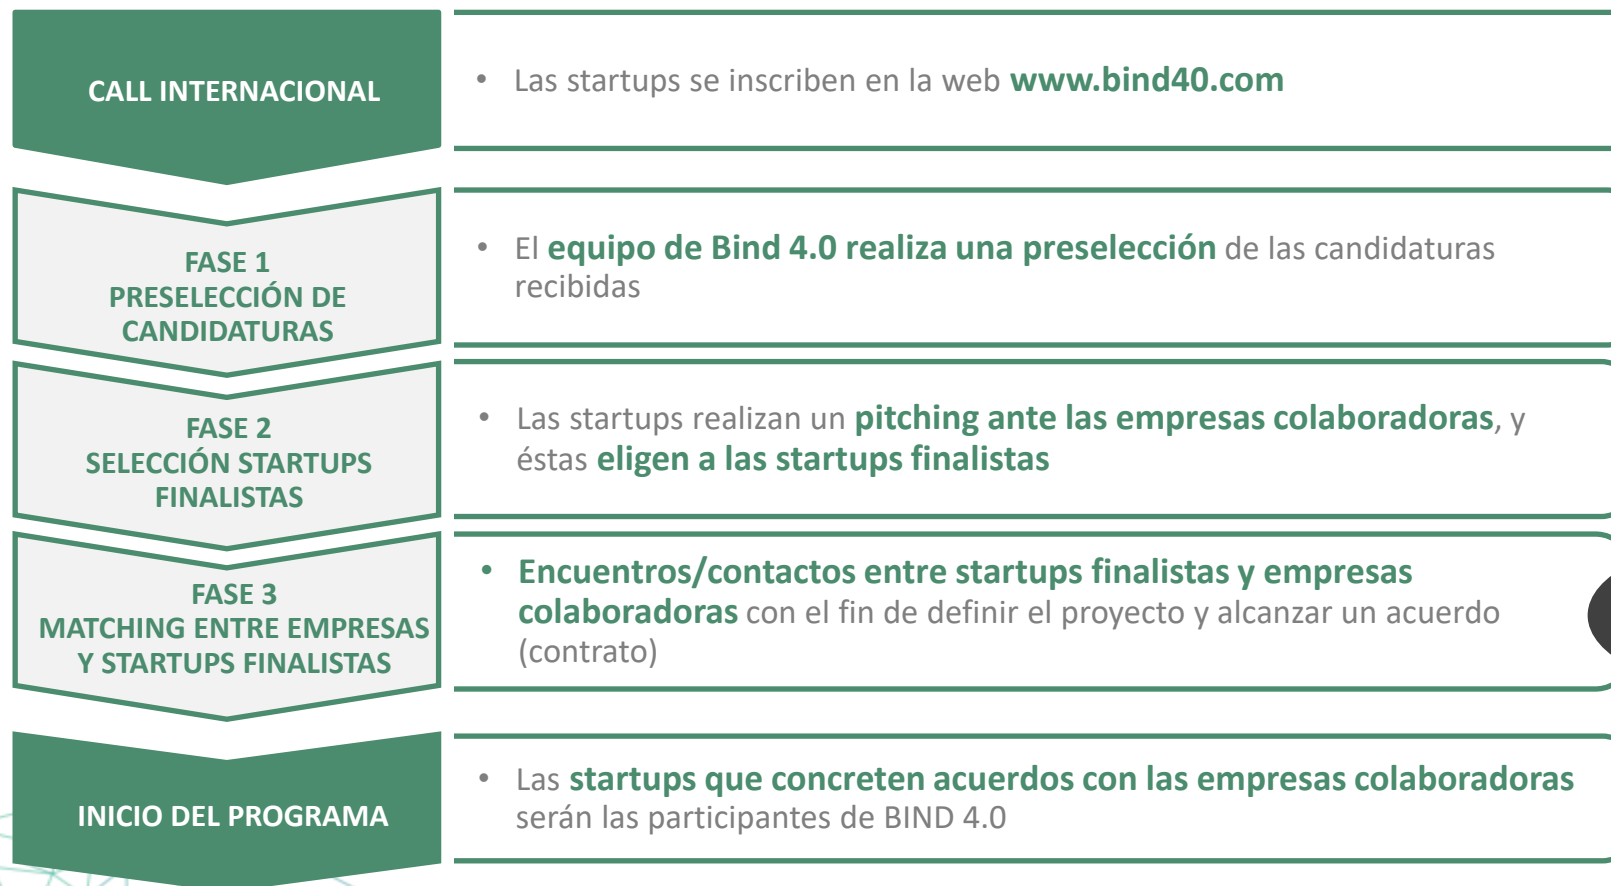 CALL INTERNACIONAL
• Las startups se inscriben en la web www.bind40.com
FASE 1
PRESELECCIÓN DE
CANDIDATURAS
• El equipo de Bind 4.0 realiza una preselección de las candidaturas
recibidas
FASE 2
SELECCIÓN STARTUPS
FINALISTAS
• Las startups realizan un pitching ante las empresas colaboradoras, y
éstas eligen a las startups finalistas
FASE 3
MATCHING ENTRE EMPRESAS
Y STARTUPS FINALISTAS
• Encuentros/contactos entre startups finalistas y empresas
colaboradoras con el fin de definir el proyecto y alcanzar un acuerdo
(contrato)
INICIO DEL PROGRAMA
• Las startups que concreten acuerdos con las empresas colaboradoras
serán las participantes de BIND 4.0